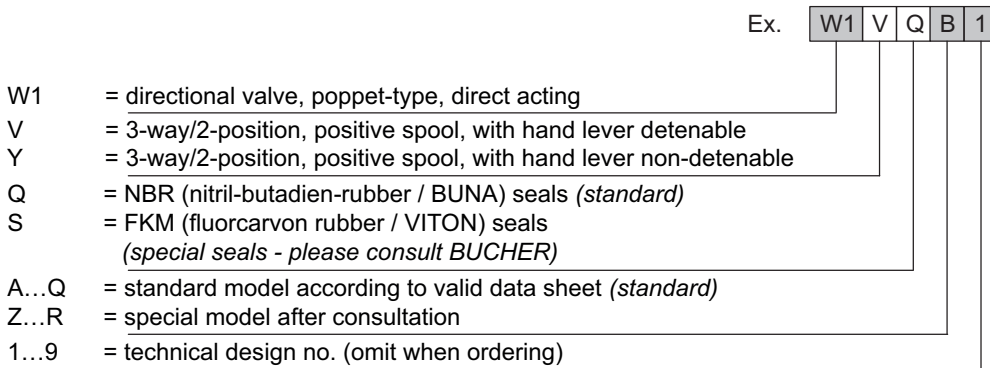 Ex. W1 V Q B 1
W1 = directional valve, poppet-type, direct acting
V = 3-way/2-position, positive spool, with hand lever detenable
Y = 3-way/2-position, positive spool, with hand lever non-detenable
Q = NBR (nitril-butadien-rubber / BUNA) seals (standard)
S = FKM (fluorcarvon rubber / VITON) seals
(special seals - please consult BUCHER)
A…Q = standard model according to valid data sheet (standard)
Z…R = special model after consultation
1…9 = technical design no. (omit when ordering)